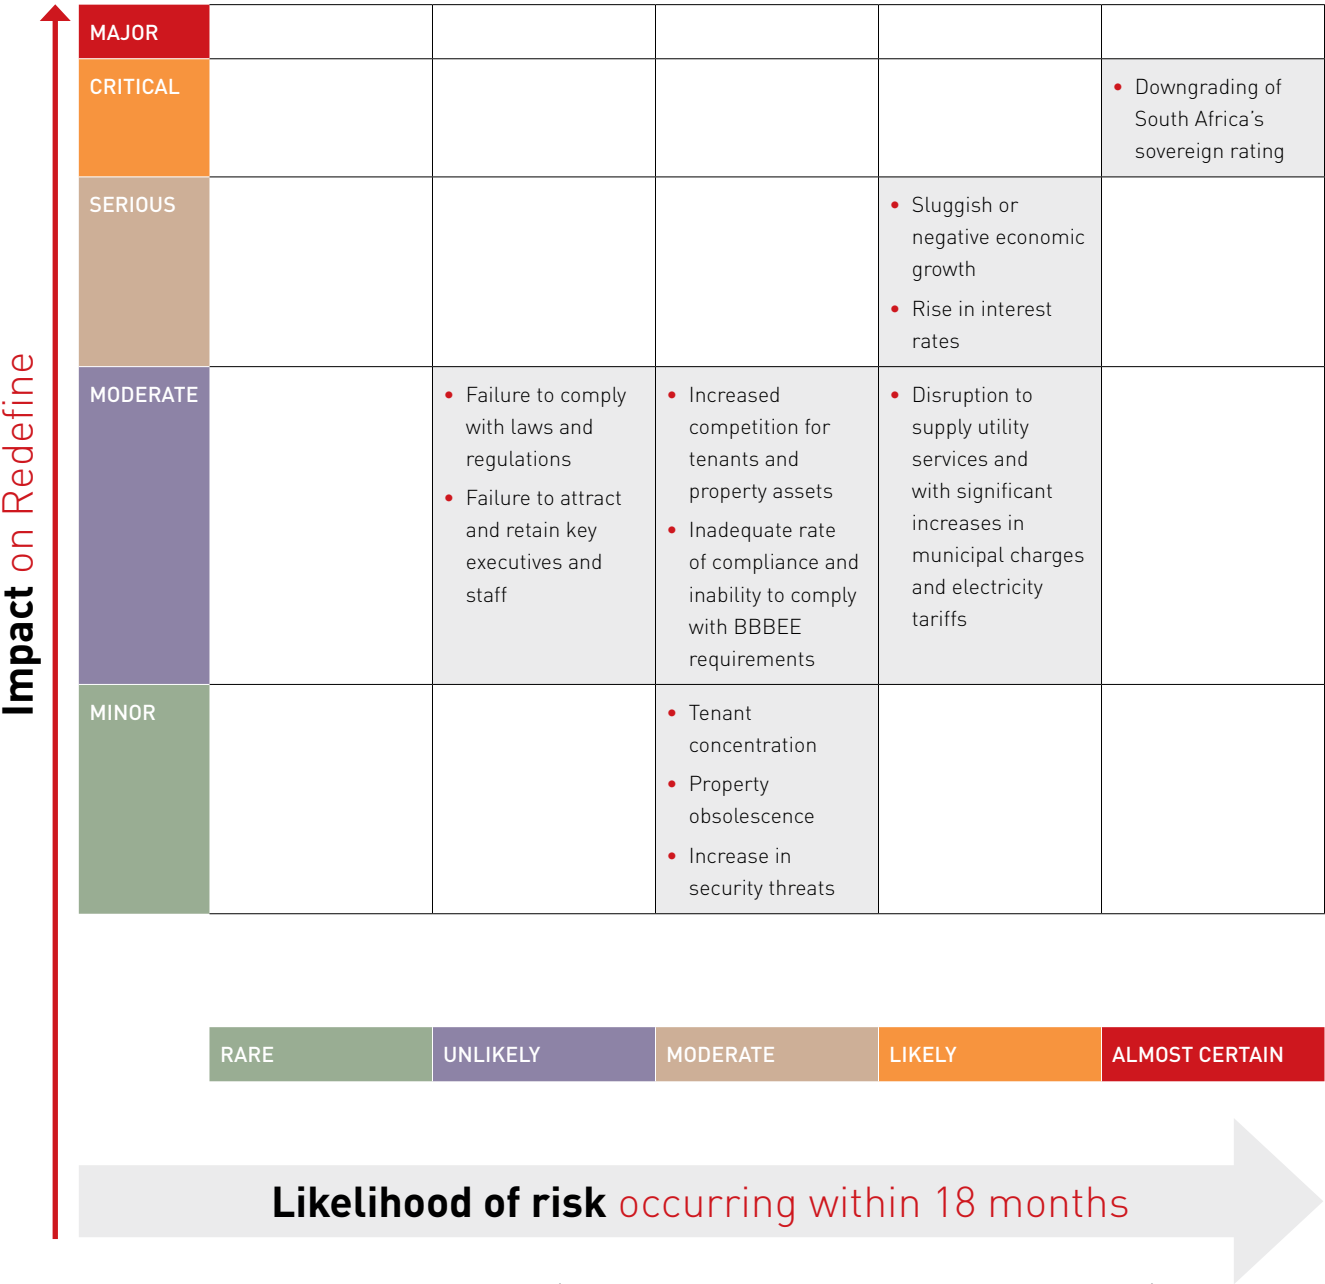 MAJOR
CRITICAL
• Downgrading of
South Africa’s
sovereign rating
SERIOUS
• Sluggish or
negative economic
growth
• Rise in interest
rates
MODERATE
• Failure to comply
with laws and
regulations
• Failure to attract
and retain key
executives and
staff
• Increased
competition for
tenants and
property assets
• Inadequate rate
of compliance and
inability to comply
with BBBEE
requirements
• Disruption to
supply utility
services and
with significant
increases in
municipal charges
and electricity
tariffs
MINOR
• Tenant
concentration
• Property
obsolescence
• Increase in
security threats
Impact on Redefine
RARE
UNLIKELY
MODERATE
LIKELY
ALMOST CERTAIN
Likelihood of risk occurring within 18 months